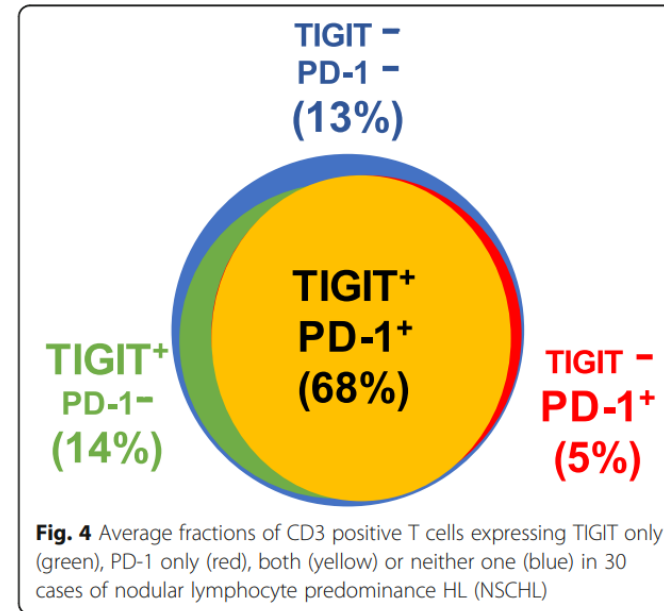 TIGIT -
PD-1 -
(13%)
TIGIT+
PD-1+
(68%)
TIGIT+
PD-1-
(14%)
TIGIT -
PD-1+
(5%)
Fig. 4 Average fractions of CD3 positive T cells expressing TIGIT only
(green), PD-1 only (red), both (yellow) or neither one (blue) in 30
cases of nodular lymphocyte predominance HL (NSCHL)